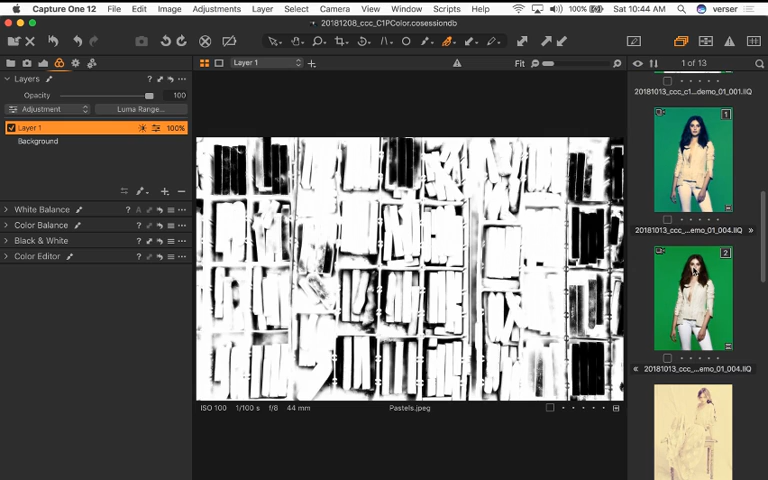 Capture One 12 File Edit Image Adjustments Layer Select Camera View Window Scripts Help 100% Sat 10:44 AM verser
20181208_ccc_C1PColor.cosessiondb
Layer 1 Fit 1 of 13
Layers
Opacity 100
Adjustment Luma Range...
Layer 1 100%
Background
White Balance
Color Balance
Black & White
Color Editor
ISO 100 1/100 s f/8 44 mm Pastels.jpeg
20181013_ccc_c1...demo_01_001.IIQ
1
20181013_ccc_...emo_01_004.IIQ
2
20181013_ccc_...emo_01_004.IIQ